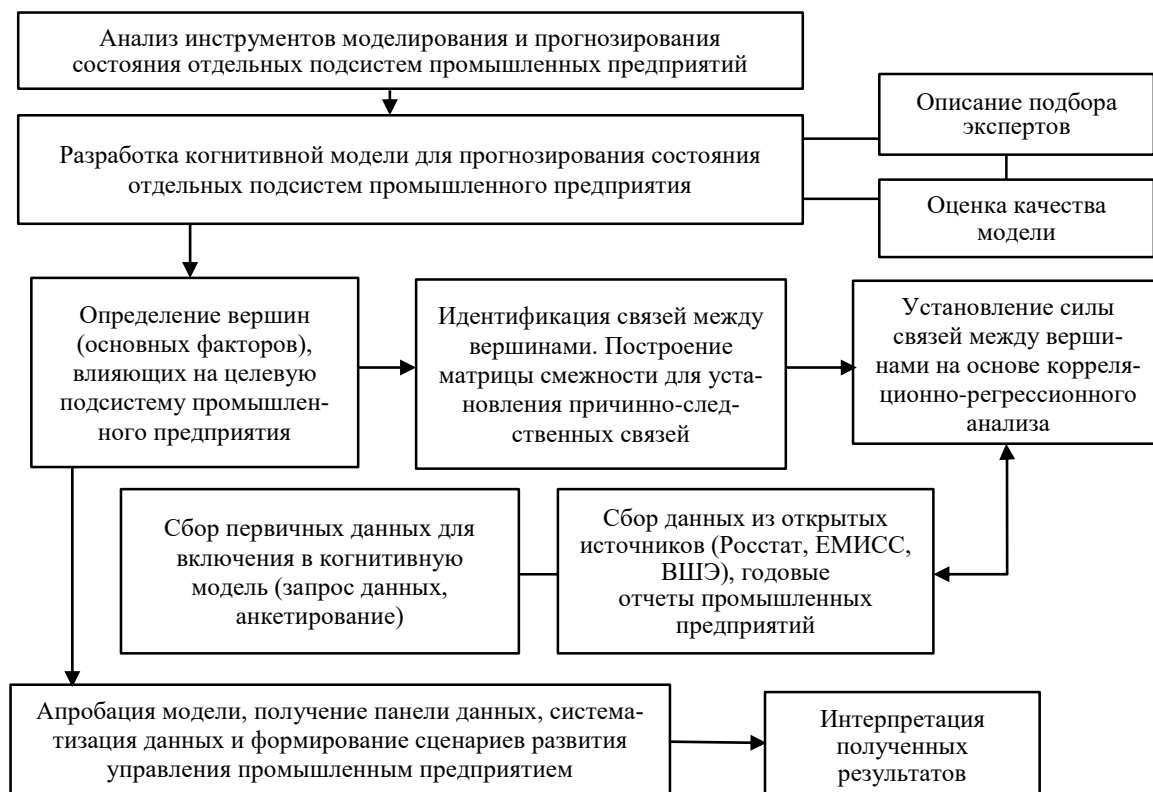 Анализ инструментов моделирования и прогнозирования
состояния отдельных подсистем промышленных предприятий
Описание подбора
экспертов
Разработка когнитивной модели для прогнозирования состояния
отдельных подсистем промышленного предприятия
Оценка качества
модели
Определение вершин
(основных факторов),
влияющих на целевую
подсистему промышлен-
ного предприятия
Идентификация связей между
вершинами. Построение
матрицы смежности для уста-
новления причинно-след-
ственных связей
Установление силы
связей между верши-
нами на основе корреля-
ционно-регрессионного
анализа
Сбор первичных данных для
включения в когнитивную
модель (запрос данных,
анкетирование)
Сбор данных из открытых
источников (Росстат, ЕМИСС,
ВШЭ), годовые
отчеты промышленных
предприятий
Апробация модели, получение панели данных, система-
тизация данных и формирование сценариев развития
управления промышленным предприятием
Интерпретация
полученных
результатов